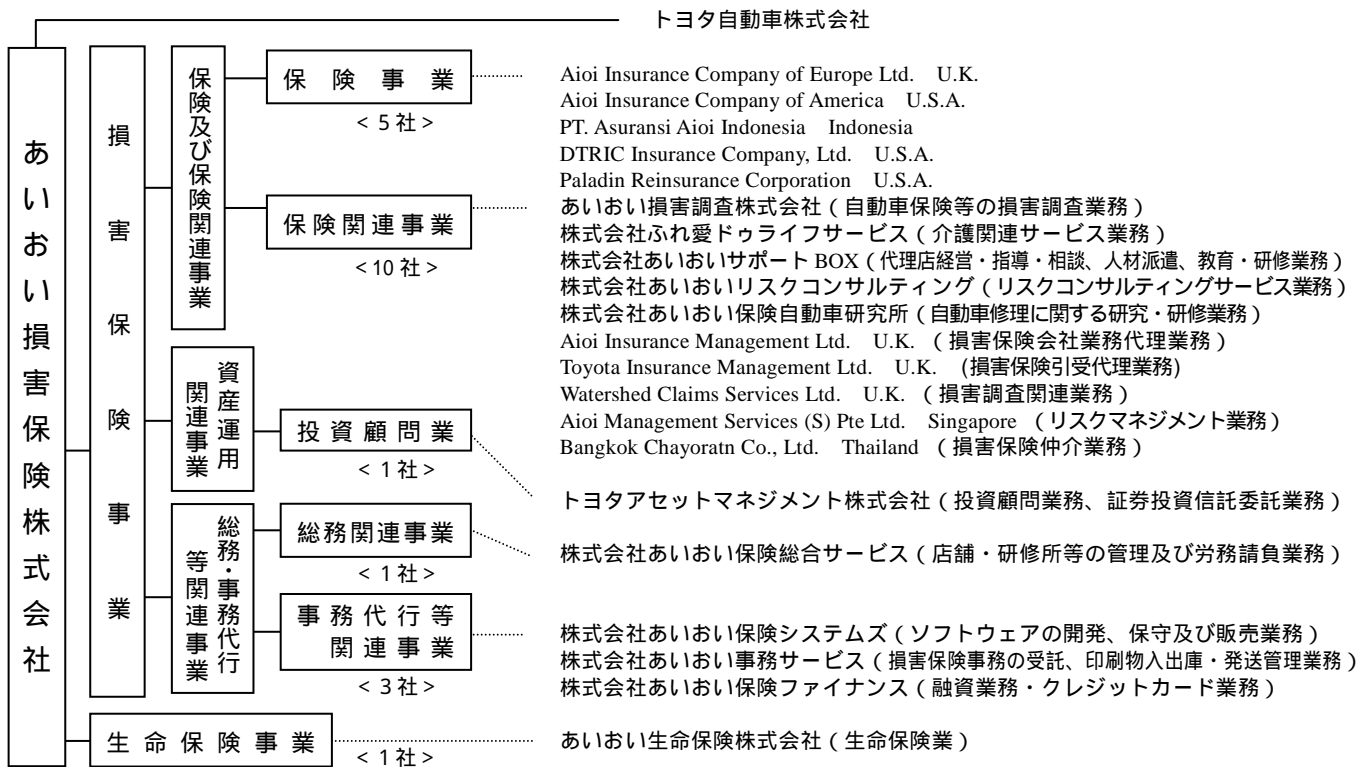 トヨタ自動車株式会社
あいおい損害保険株式会社
損害保険事業
保険及び保険関連事業
保険事業
< 5 社 >
Aioi Insurance Company of Europe Ltd. U.K.
Aioi Insurance Company of America U.S.A.
PT. Asuransi Aioi Indonesia Indonesia
DTRIC Insurance Company, Ltd. U.S.A.
Paladin Reinsurance Corporation U.S.A.
保険関連事業
<10 社 >
あいおい損害調査株式会社 ( 自動車保険等の損害調査業務 )
株式会社ふれ愛ドゥライフサービス ( 介護関連サービス業務 )
株式会社あいおいサポート BOX ( 代理店経営・指導・相談、人材派遣、教育・研修業務 )
株式会社あいおいリスクコンサルティング ( リスクコンサルティングサービス業務 )
株式会社あいおい保険自動車研究所 ( 自動車修理に関する研究・研修業務 )
Aioi Insurance Management Ltd. U.K. ( 損害保険会社業務代理業務 )
Toyota Insurance Management Ltd. U.K. (損害保険引受代理業務)
Watershed Claims Services Ltd. U.K. ( 損害調査関連業務 )
Aioi Management Services (S) Pte Ltd. Singapore ( リスクマネジメント業務 )
Bangkok Chayoratn Co., Ltd. Thailand ( 損害保険仲介業務 )
資産運用
関連事業
投資顧問業
< 1 社 >
トヨタアセットマネジメント株式会社 ( 投資顧問業務、証券投資信託委託業務 )
総務・事務代行
等関連事業
総務関連事業
< 1 社 >
株式会社あいおい保険総合サービス ( 店舗・研修所等の管理及び労務請負業務 )
事務代行等
関連事業
< 3 社 >
株式会社あいおい保険システムズ ( ソフトウェアの開発、保守及び販売業務 )
株式会社あいおい事務サービス ( 損害保険事務の受託、印刷物入出庫・発送管理業務 )
株式会社あいおい保険ファイナンス ( 融資業務・クレジットカード業務 )
生命保険事業
< 1 社 >
あいおい生命保険株式会社 ( 生命保険業 )